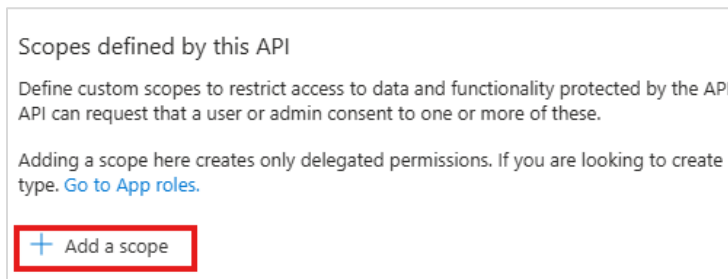 Scopes defined by this API
Define custom scopes to restrict access to data and functionality protected by the API
API can request that a user or admin consent to one or more of these.
Adding a scope here creates only delegated permissions. If you are looking to create
type. Go to App roles.
+ Add a scope